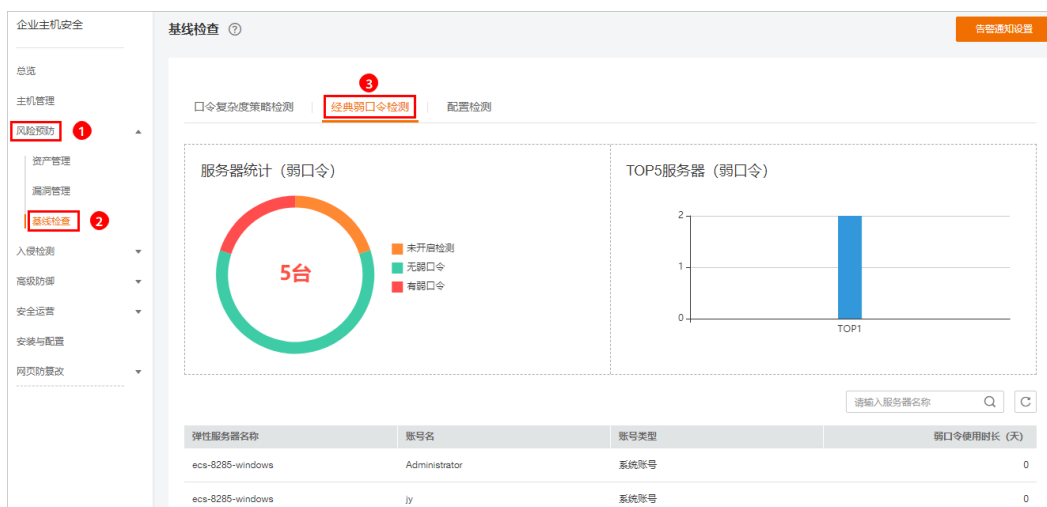 企业主机安全
总览
主机管理
风险预防 1
资产管理
漏洞管理
基线检查 2
入侵检测
高级防御
安全运营
安装与配置
网页防篡改
基线检查 ?
告警通知设置
3
口令复杂度策略检测 经典弱口令检测 配置检测
服务器统计（弱口令）
5台
未开启检测
无弱口令
有弱口令
TOP5服务器（弱口令）
2
1
0
TOP1
请输入服务器名称
C
弹性服务器名称 账号名 账号类型 弱口令使用时长（天）
ecs-8285-windows Administrator 系统账号 0
ecs-8285-windows jy 系统账号 0